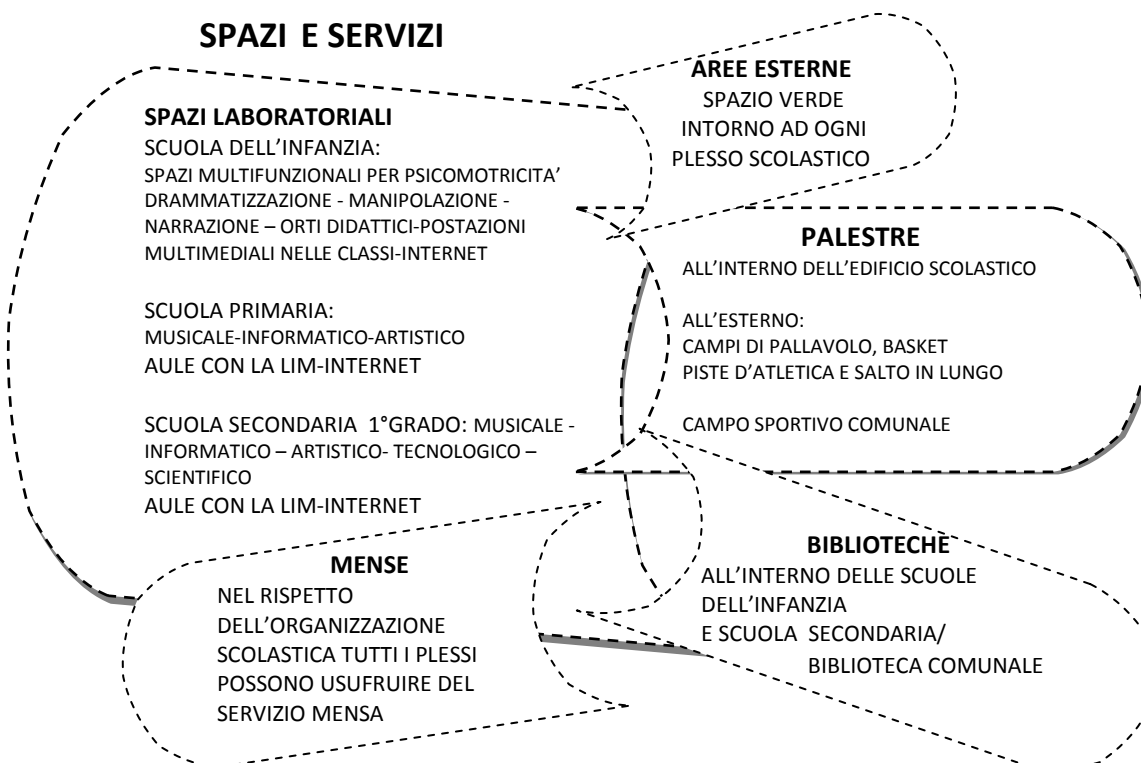 SPAZI E SERVIZI
SPAZI LABORATORIALI
SCUOLA DELL’INFANZIA:
SPAZI MULTIFUNZIONALI PER PSICOMOTRICITA’
DRAMMATIZZAZIONE - MANIPOLAZIONE -
NARRAZIONE – ORTI DIDATTICI-POSTAZIONI
MULTIMEDIALI NELLE CLASSI-INTERNET
SCUOLA PRIMARIA:
MUSICALE-INFORMATICO-ARTISTICO
AULE CON LA LIM-INTERNET
SCUOLA SECONDARIA 1°GRADO: MUSICALE -
INFORMATICO – ARTISTICO- TECNOLOGICO –
SCIENTIFICO
AULE CON LA LIM-INTERNET
AREE ESTERNE
SPAZIO VERDE
INTORNO AD OGNI
PLESSO SCOLASTICO
PALESTRE
ALL’INTERNO DELL’EDIFICIO SCOLASTICO
ALL’ESTERNO:
CAMPI DI PALLAVOLO, BASKET
PISTE D’ATLETICA E SALTO IN LUNGO
CAMPO SPORTIVO COMUNALE
MENSE
NEL RISPETTO
DELL’ORGANIZZAZIONE
SCOLASTICA TUTTI I PLESSI
POSSONO USUFRUIRE DEL
SERVIZIO MENSA
BIBLIOTECHE
ALL’INTERNO DELLE SCUOLE
DELL’INFANZIA
E SCUOLA SECONDARIA/
BIBLIOTECA COMUNALE